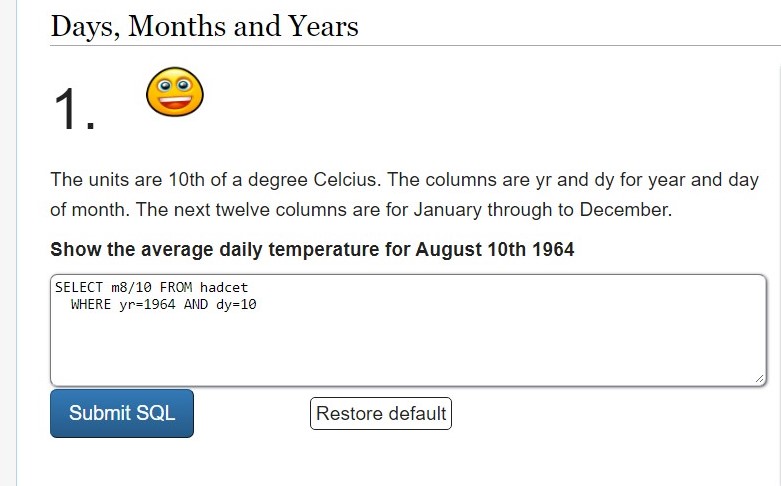 Days, Months and Years
1.
The units are 10th of a degree Celcius. The columns are yr and dy for year and day
of month. The next twelve columns are for January through to December.
Show the average daily temperature for August 10th 1964
SELECT m8/10 FROM hadcet
WHERE yr=1964 AND dy=10
Submit SQL
Restore default